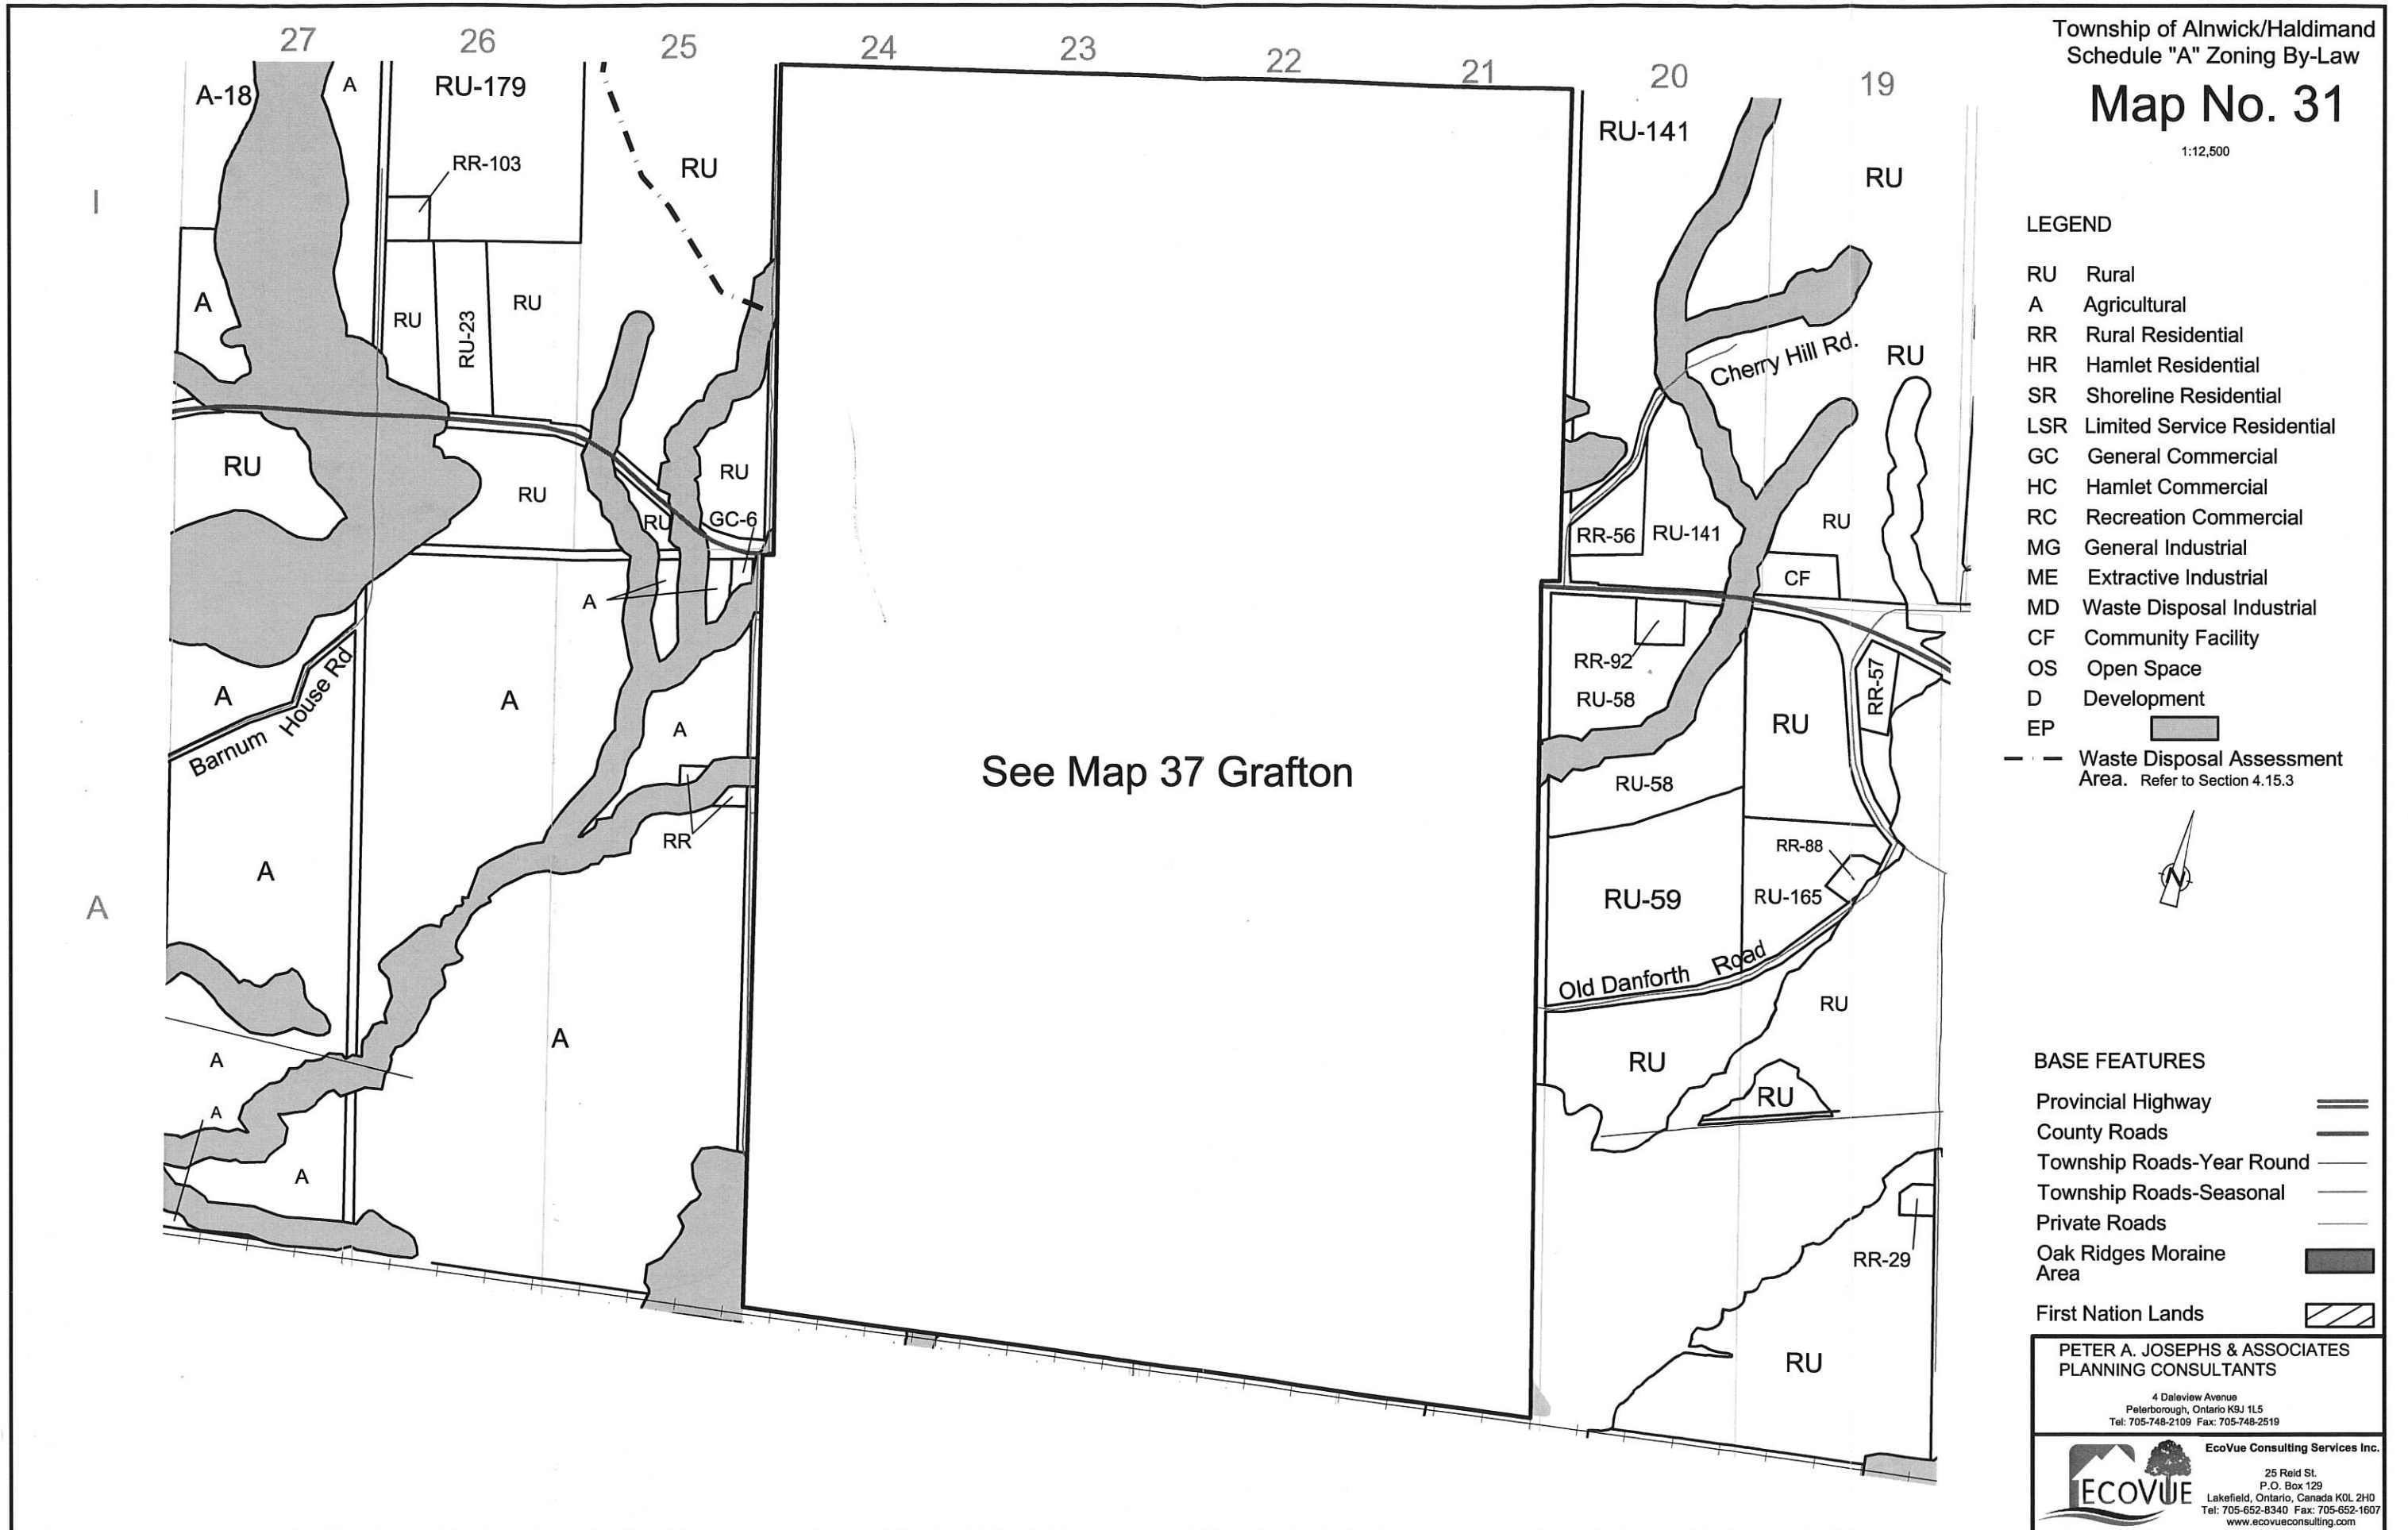 27
26
25
24
23
22
21
20
19
Township of Alnwick/Haldimand
Schedule "A" Zoning By-Law
Map No. 31
1:12,500
A-18
A
RU-179
RR-103
RU
RU-141
RU
I
A
RU
RU-23
RU
Cherry Hill Rd.
RU
RU
RU
RU
RU
GC-6
RR-56
RU-141
RU
CF
A
A
Barnum House Rd
A
A
RR
A
A
A
A
A
A
See Map 37 Grafton
RR-92
RU-58
RR-57
RU
RU-58
RR-88
RU-59
RU-165
Old Danforth Road
RU
RU
RU
RR-29
RU
LEGEND
RU Rural
A Agricultural
RR Rural Residential
HR Hamlet Residential
SR Shoreline Residential
LSR Limited Service Residential
GC General Commercial
HC Hamlet Commercial
RC Recreation Commercial
MG General Industrial
ME Extractive Industrial
MD Waste Disposal Industrial
CF Community Facility
OS Open Space
D Development
EP
Waste Disposal Assessment
Area. Refer to Section 4.15.3
N
BASE FEATURES
Provincial Highway
County Roads
Township Roads-Year Round
Township Roads-Seasonal
Private Roads
Oak Ridges Moraine
Area
First Nation Lands
PETER A. JOSEPHS & ASSOCIATES
PLANNING CONSULTANTS
4 Daleview Avenue
Peterborough, Ontario K9J 1L5
Tel: 705-748-2109 Fax: 705-748-2519
ECOVUE
EcoVue Consulting Services Inc.
25 Reid St.
P.O. Box 129
Lakefield, Ontario, Canada K0L 2H0
Tel: 705-652-8340 Fax: 705-652-1607
www.ecovueconsulting.com